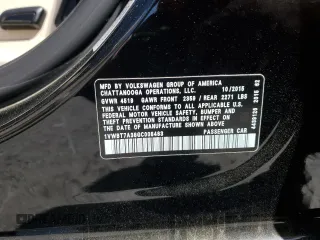 MFD BY VOLKSWAGEN GROUP OF AMERICA
CHATTANOOGA OPERATIONS, LLC. 10/2015
GVWR 4619 GAWR FRONT 2359 / REAR 2271 LBS
THIS VEHICLE CONFORMS TO ALL APPLICABLE U.S.
FEDERAL MOTOR VEHICLE SAFETY, BUMPER, AND
THEFT PREVENTION STANDARDS IN EFFECT ON THE
DATE OF MANUFACTURE SHOWN ABOVE.
PASSENGER CAR